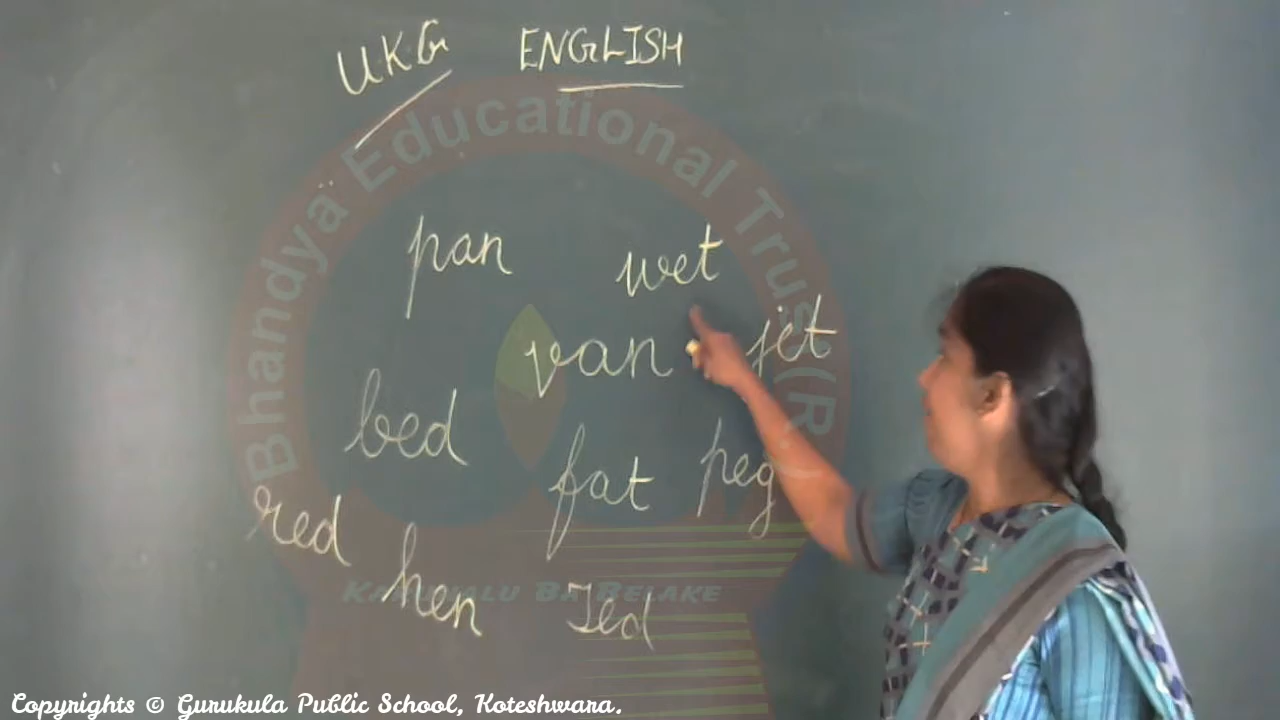 UKG ENGLISH
Bhandya Educational Trust (R
pan wet
van jet
bed
fat peg
red
hen Ted
Belake
Copyrights © Gurukula Public School, Koteshwara.